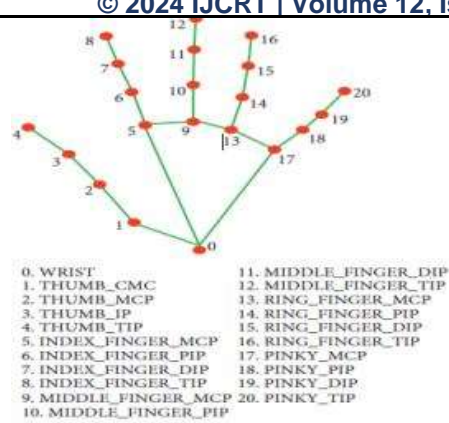 © 2024 IJCRT | Volume 12, Is
12
8
11
16
7
15
6
10
20
14
19
4
5
9
13
18
3
17
2
1
0
0. WRIST
1. THUMB_CMC
2. THUMB_MCP
3. THUMB_IP
4. THUMB_TIP
5. INDEX_FINGER_MCP
6. INDEX_FINGER_PIP
7. INDEX_FINGER_DIP
8. INDEX_FINGER_TIP
9. MIDDLE_FINGER_MCP
10. MIDDLE_FINGER_PIP
11. MIDDLE_FINGER_DIP
12. MIDDLE_FINGER_TIP
13. RING_FINGER_MCP
14. RING_FINGER_PIP
15. RING_FINGER_DIP
16. RING_FINGER_TIP
17. PINKY_MCP
18. PINKY_PIP
19. PINKY_DIP
20. PINKY_TIP